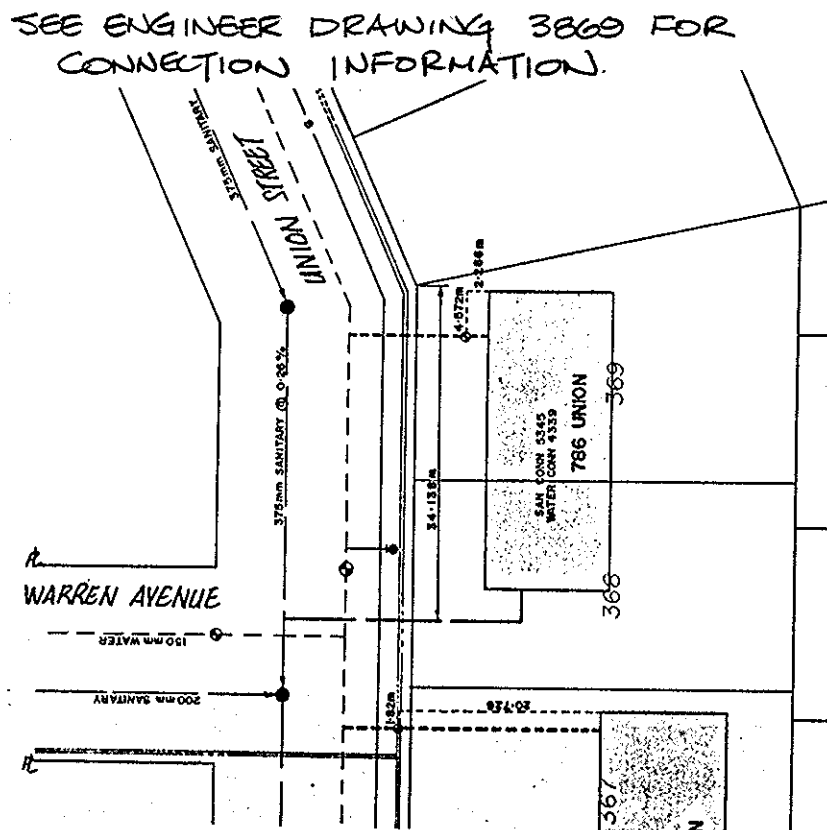 SEE ENGINEER DRAWING 3869 FOR
CONNECTION INFORMATION.
375mm SANITARY
UNION STREET
2.286m
4.572m
375mm SANITARY @ 0.26%
369
786 UNION
SAN CONN 5345
WATER CONN 4339
34.138m
368
WARREN AVENUE
150mm WATER
200mm SANITARY
1.82m
20.726
367